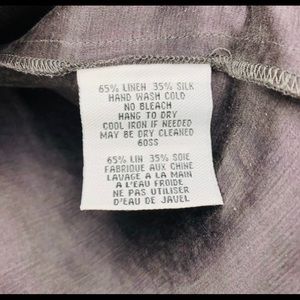 65% LINEN 35% SILK
HAND WASH COLD
NO BLEACH
HANG TO DRY
COOL IRON IF NEEDED
MAY BE DRY CLEANED
6OSS
65% LIN 35% SOIE
FABRIQUE AUX CHINE
LAVAGE A LA MAIN
A L'EAU FROIDE
NE PAS UTILISER
D'EAU DE JAVEL